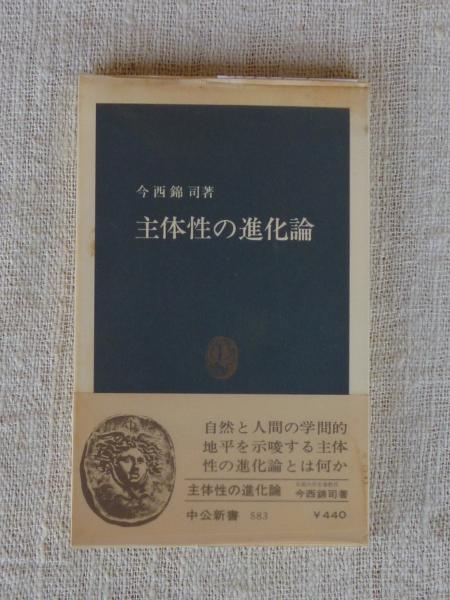 今西錦司著
主体性の進化論
自然と人間の学問的
地平を示唆する主体
性の進化論とは何か
主体性の進化論
今西錦司著
中公新書 583
¥440